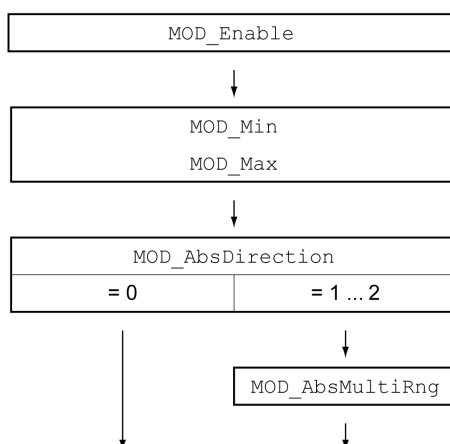 MOD_Enable
MOD_Min
MOD_Max
MOD_AbsDirection
= 0
= 1 ... 2
MOD_AbsMultiRng